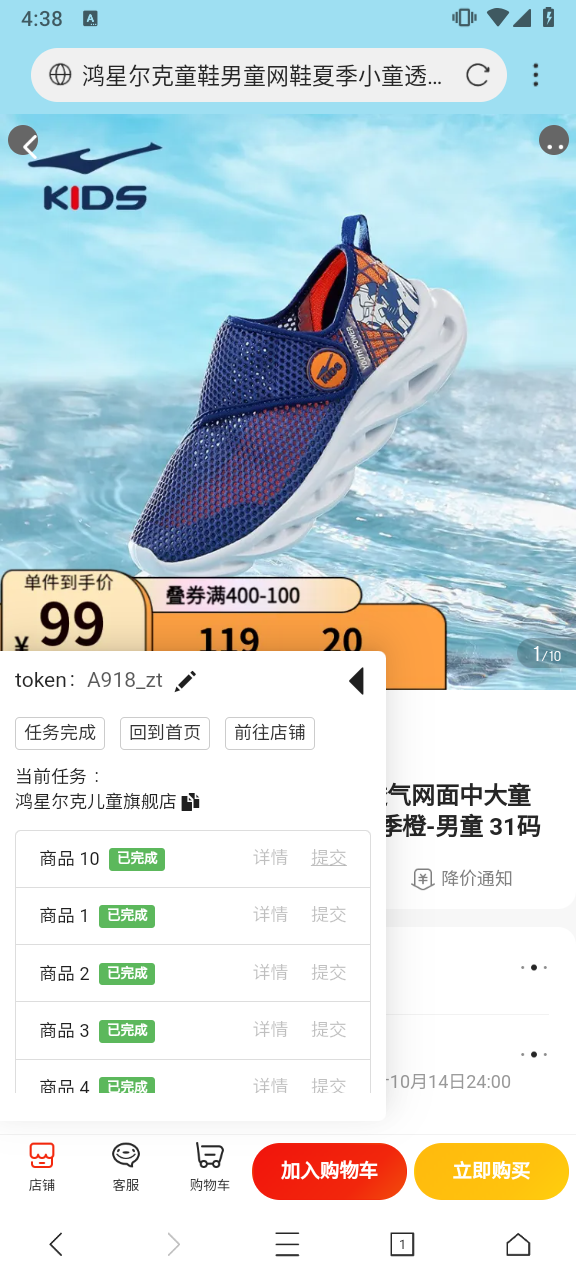 4:38
A
鸿星尔克童鞋男童网鞋夏季小童透...
KIDS
YOUTH POWER
KIDS
单件到手价
¥99
叠券满400-100
119 20
1/10
token: A918_zt
任务完成 回到首页 前往店铺
当前任务：
鸿星尔克儿童旗舰店
气网面中大童
季橙-男童 31码
降价通知
商品 10 已完成 详情 提交
商品 1 已完成 详情 提交
商品 2 已完成 详情 提交
商品 3 已完成 详情 提交
商品 4 已完成 详情 提交
10月14日24:00
店铺 客服 购物车 加入购物车 立即购买
1